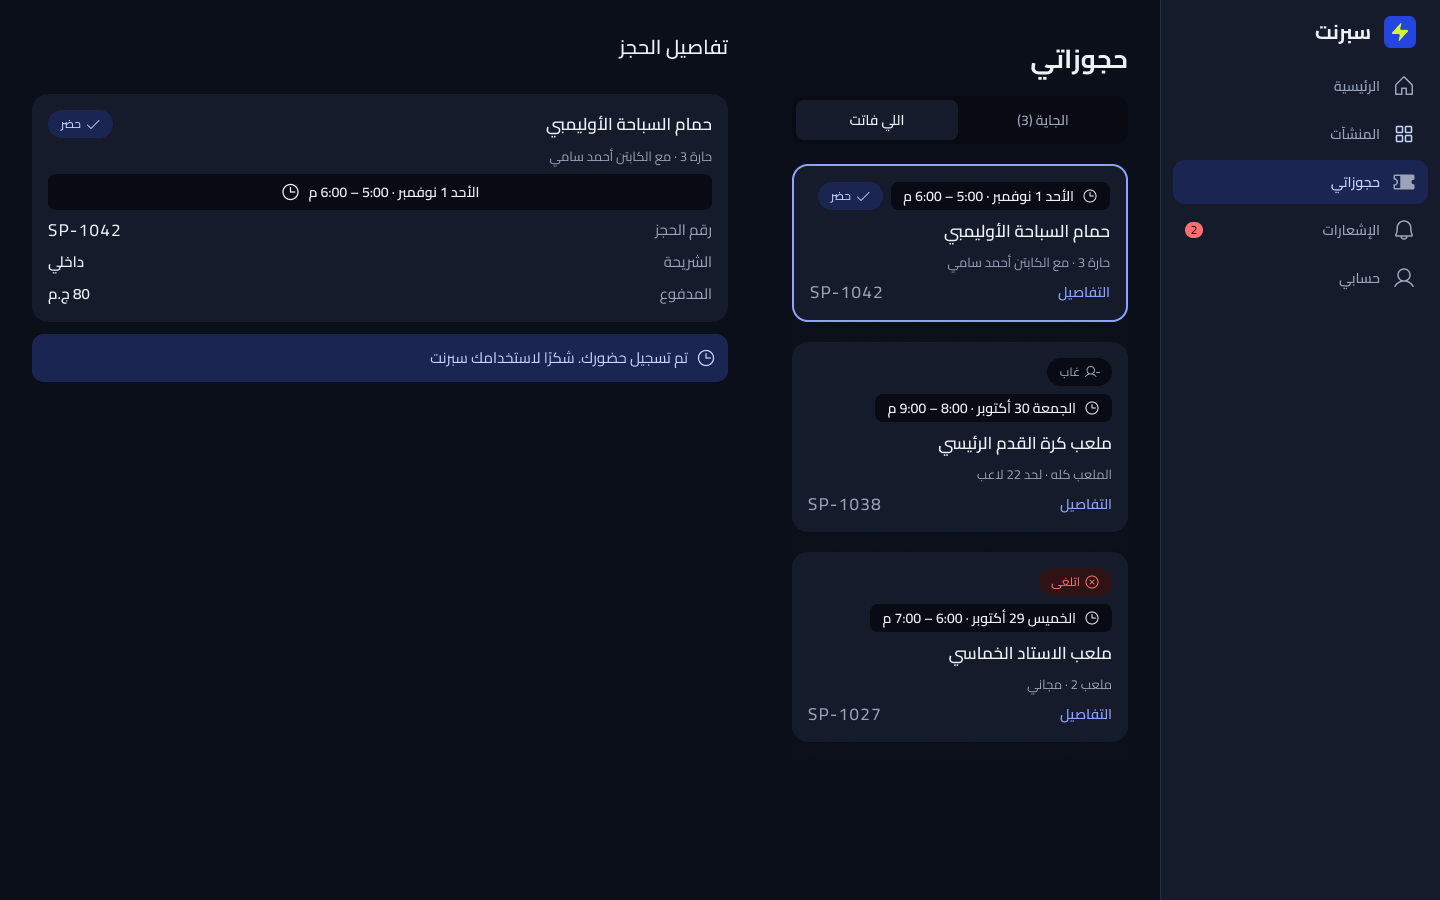 سبرنت
الرئيسية
المنشآت
حجوزاتي
الإشعارات 2
حسابي
حجوزاتي
الجاية (3)
اللي فاتت
الأحد 1 نوفمبر · 5:00 – 6:00 م
حضر
حمام السباحة الأوليمبي
حارة 3 · مع الكابتن أحمد سامي
التفاصيل SP-1042
غاب
الجمعة 30 أكتوبر · 8:00 – 9:00 م
ملعب كرة القدم الرئيسي
الملعب كله · لحد 22 لاعب
التفاصيل SP-1038
اتلغى
الخميس 29 أكتوبر · 6:00 – 7:00 م
ملعب الاستاد الخماسي
ملعب 2 · مجاني
التفاصيل SP-1027
تفاصيل الحجز
حمام السباحة الأوليمبي
حضر
حارة 3 · مع الكابتن أحمد سامي
الأحد 1 نوفمبر · 5:00 – 6:00 م
رقم الحجز SP-1042
الشريحة داخلي
المدفوع 80 ج.م
تم تسجيل حضورك. شكرًا لاستخدامك سبرنت